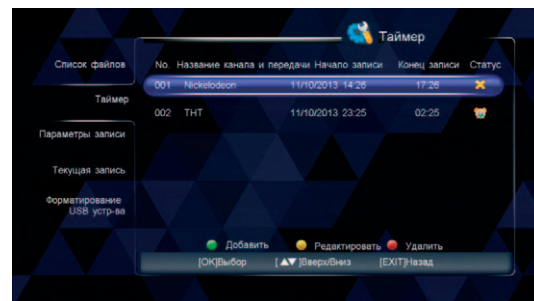 Таймер
Список файлов
No. Название канала и передачи Начало записи Конец записи Статус
001 Nickelodeon 11/10/2013 14:26 17:26
Таймер
002 ТНТ 11/10/2013 23:25 02:25
Параметры записи
Текущая запись
Форматирование
USB устр-ва
Добавить Редактировать Удалить
[OK]Выбор [▲▼]Вверх/Вниз [EXIT]Назад